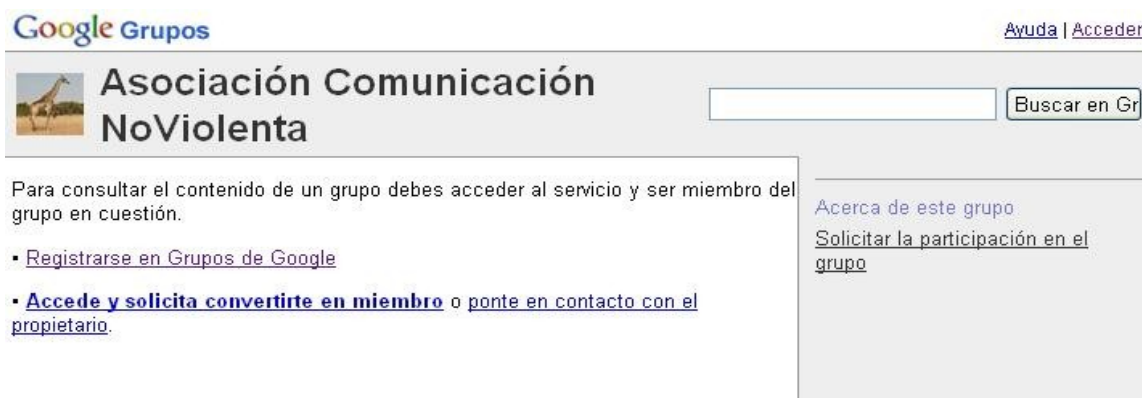 Google Grupos
Ayuda | Acceder
Asociación Comunicación
NoViolenta
Buscar en Gr
Para consultar el contenido de un grupo debes acceder al servicio y ser miembro del
grupo en cuestión.
▪ Registrarse en Grupos de Google
▪ Accede y solicita convertirte en miembro o ponte en contacto con el
propietario.
Acerca de este grupo
Solicitar la participación en el
grupo